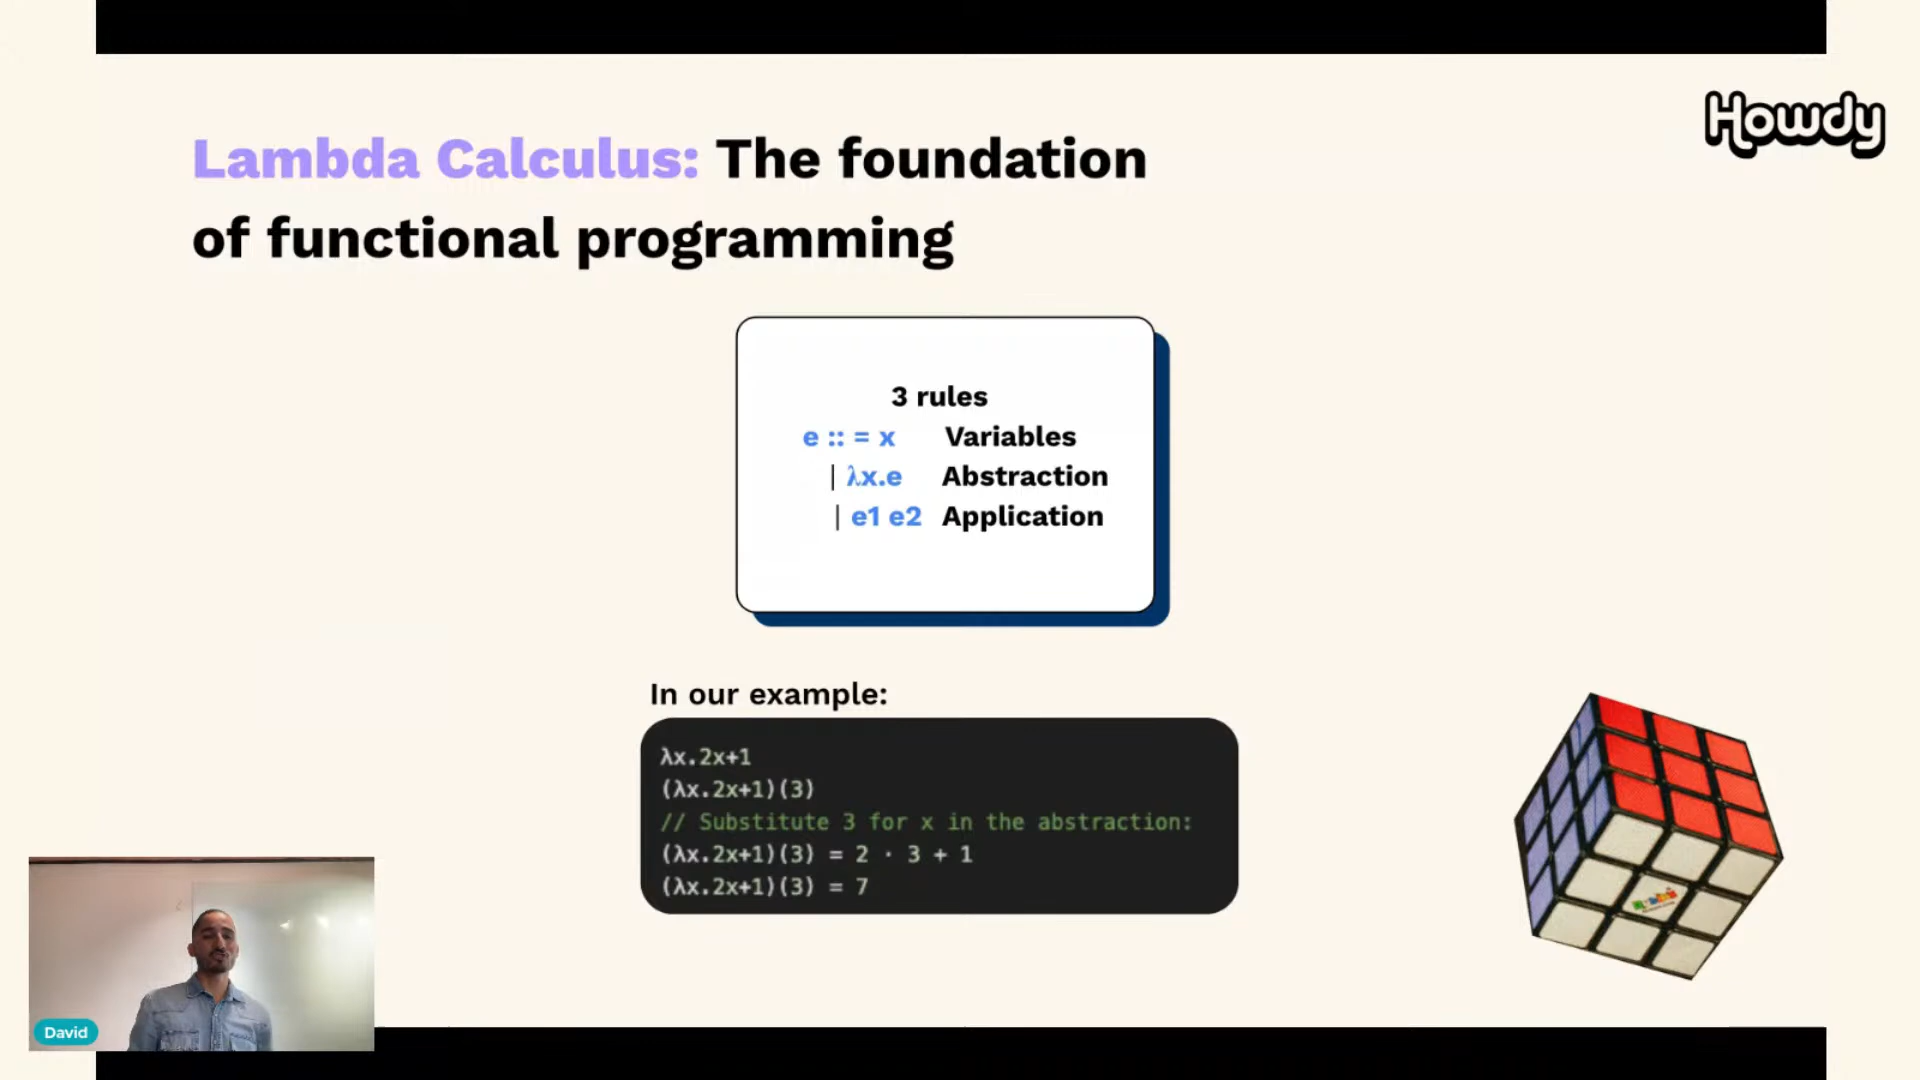 Howdy
Lambda Calculus: The foundation
of functional programming
3 rules
e :: = x Variables
| λx.e Abstraction
| e1 e2 Application
In our example:
λx.2x+1
(λx.2x+1)(3)
// Substitute 3 for x in the abstraction:
(λx.2x+1)(3) = 2 · 3 + 1
(λx.2x+1)(3) = 7
David